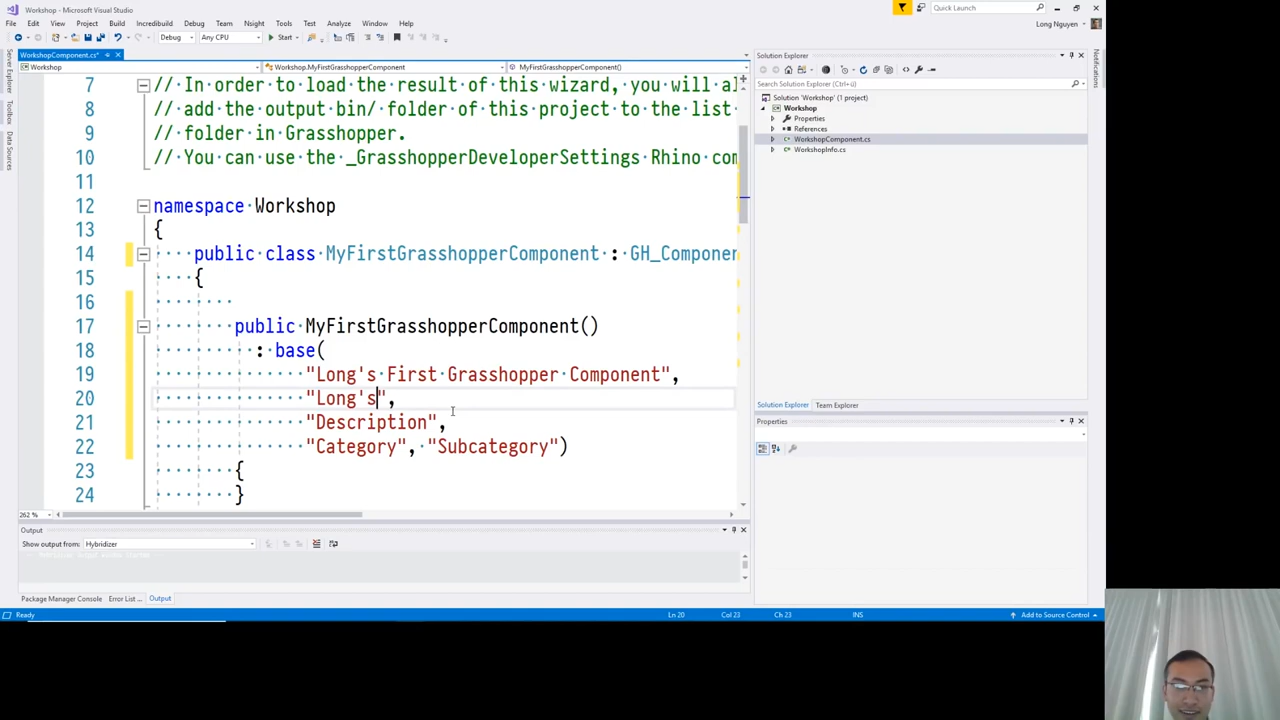 Workshop - Microsoft Visual Studio
Quick Launch
File Edit View Project Build Incredibuild Debug Team Nsight Tools Test Analyze Window Help
Long Nguyen
Debug Any CPU Start
WorkshopComponent.cs*
Workshop Workshop.MyFirstGrasshopperComponent MyFirstGrasshopperComponent()
Server Explorer
Toolbox
Data Sources
7 // In order to load the result of this wizard, you will al
8 // add the output bin/ folder of this project to the list
9 // folder in Grasshopper.
10 // You can use the _GrasshopperDeveloperSettings Rhino com
11
12 namespace Workshop
13 {
14 public class MyFirstGrasshopperComponent : GH_Componen
15 {
16
17 public MyFirstGrasshopperComponent()
18 : base(
19 "Long's First Grasshopper Component",
20 "Long's",
21 "Description",
22 "Category", "Subcategory")
23 {
24 }
262 %
Output
Show output from: Hybridizer
Package Manager Console Error List ... Output
Solution Explorer
Search Solution Explorer (Ctrl+ü)
Solution 'Workshop' (1 project)
Workshop
Properties
References
WorkshopComponent.cs
WorkshopInfo.cs
Solution Explorer Team Explorer
Properties
Notifications
Ready Ln 20 Col 23 Ch 23 INS Add to Source Control